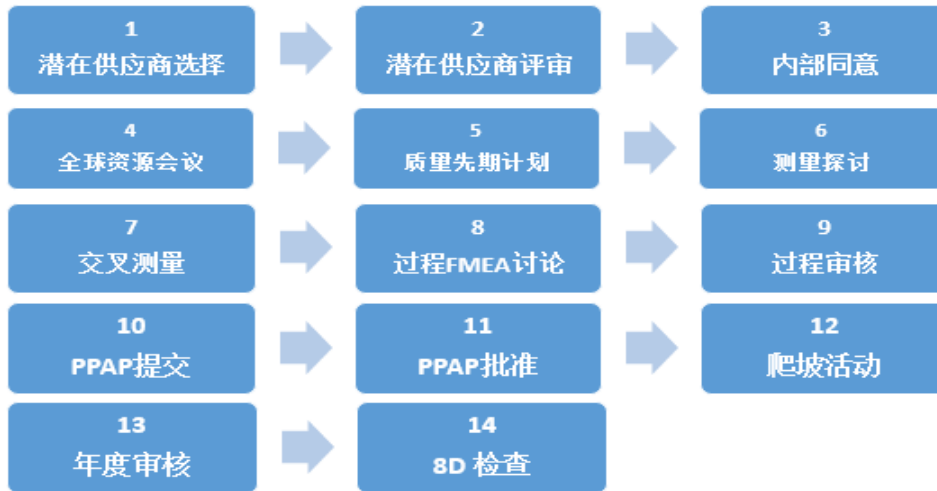 1
潜在供应商选择
2
潜在供应商评审
3
内部同意
4
全球资源会议
5
质量先期计划
6
测量探讨
7
交叉测量
8
过程FMEA讨论
9
过程审核
10
PPAP提交
11
PPAP批准
12
爬坡活动
13
年度审核
14
8D 检查